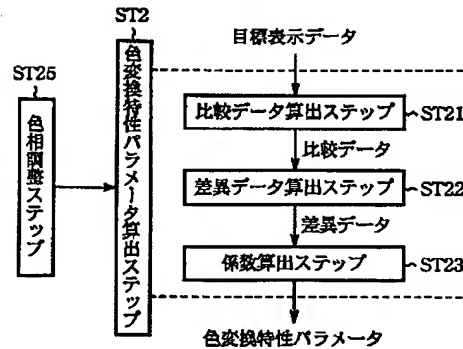 ST2
ST25
色相調整ステップ
色変換特性パラメータ算出ステップ
目標表示データ
比較データ算出ステップ
ST21
比較データ
差異データ算出ステップ
ST22
差異データ
係数算出ステップ
ST23
色変換特性パラメータ